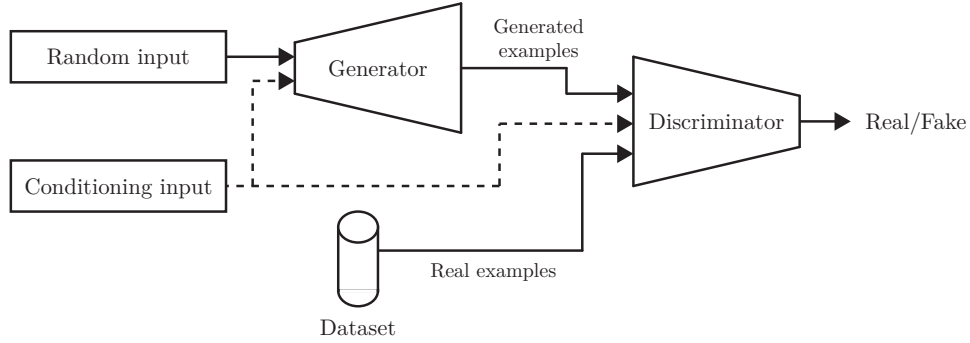 Random input
Generator
Generated
examples
Discriminator
Real/Fake
Conditioning input
Real examples
Dataset